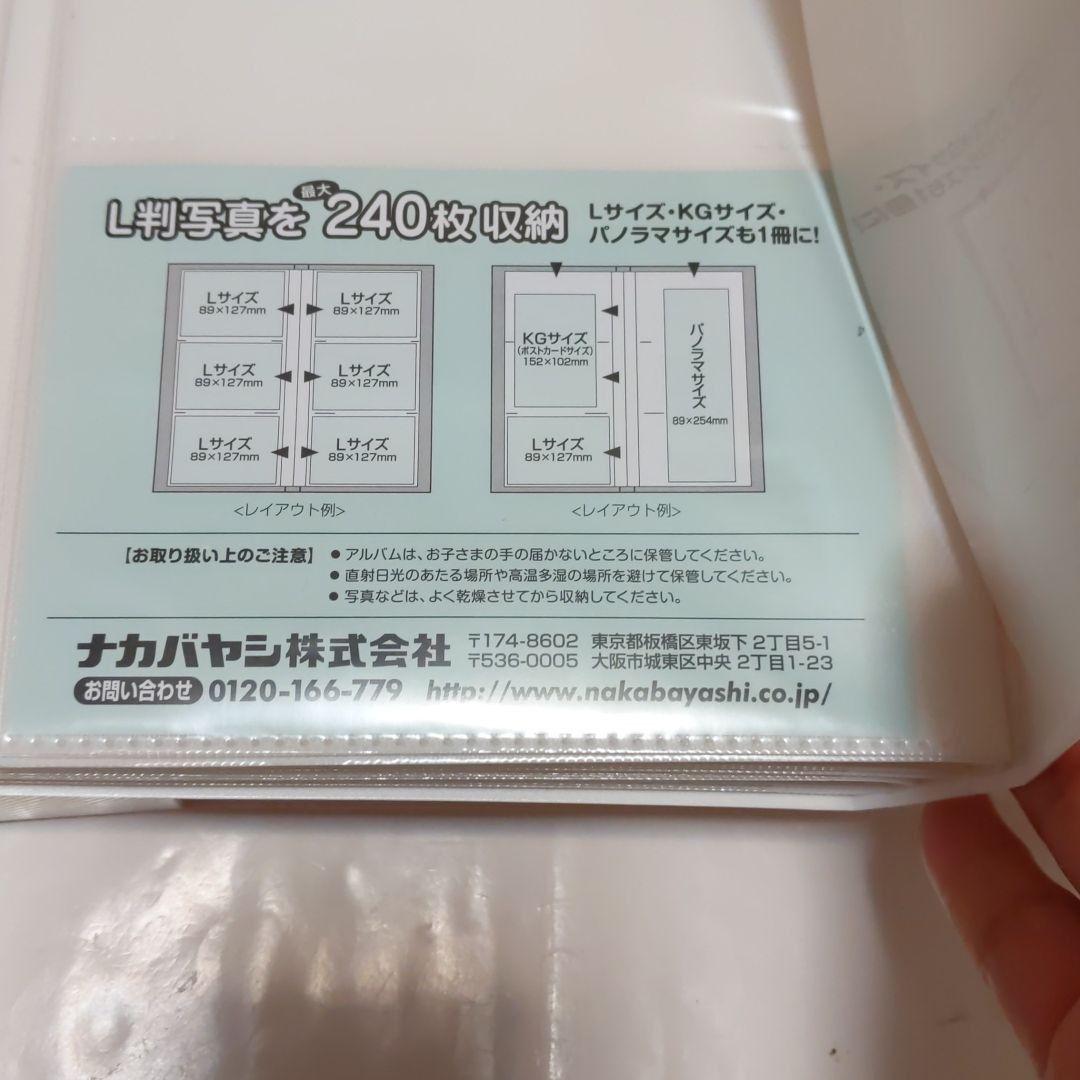 L判写真を最大240枚収納
Lサイズ・KGサイズ・
パノラマサイズも1冊に!
Lサイズ
89×127mm
Lサイズ
89×127mm
Lサイズ
89×127mm
Lサイズ
89×127mm
Lサイズ
89×127mm
Lサイズ
89×127mm
<レイアウト例>
KGサイズ
(ポストカードサイズ)
152×102mm
Lサイズ
89×127mm
パノラマサイズ
89×254mm
<レイアウト例>
【お取り扱い上のご注意】 ●アルバムは、お子さまの手の届かないところに保管してください。
●直射日光のあたる場所や高温多湿の場所を避けて保管してください。
●写真などは、よく乾燥させてから収納してください。
ナカバヤシ株式会社
〒174-8602 東京都板橋区東坂下2丁目5-1
〒536-0005 大阪市城東区中央2丁目1-23
お問い合わせ 0120-166-779 http://www.nakabayashi.co.jp/